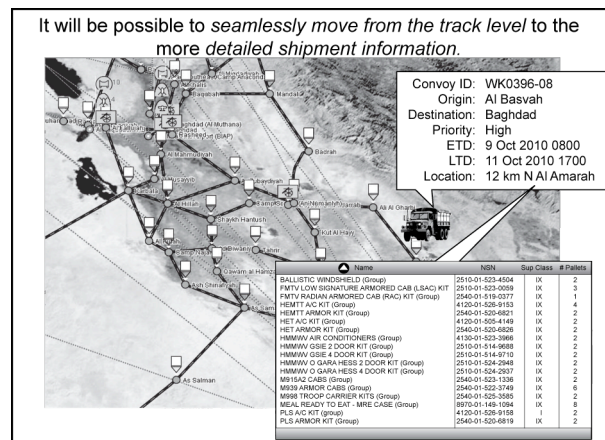 It will be possible to seamlessly move from the track level to the
more detailed shipment information.
Convoy ID: WK0396-08
Origin: Al Basvah
Destination: Baghdad
Priority: High
ETD: 9 Oct 2010 0800
LTD: 11 Oct 2010 1700
Location: 12 km N Al Amarah
Baqubah
Mandali
Al Mahmudiyah
Badrah
Karbala
Al Hillah
Shaykh Hantush
Ali Al Gharbi
Kut Al Hayy
Ash Shinafiyah
As Salman
Name NSN Sup Class # Pallets
BALLISTIC WINDSHIELD (Group) 2510-01-523-4504 IX 2
FMTV LOW SIGNATURE ARMORED CAB (LSAC) KIT 2510-01-523-0059 IX 3
FMTV RADIAN ARMORED CAB (RAC) KIT (Group) 2540-01-519-0377 IX 1
HEMTT A/C KIT (Group) 4120-01-526-9153 IX 4
HEMTT ARMOR KIT (Group) 2540-01-520-6821 IX 2
HET A/C KIT (Group) 4120-01-505-4149 IX 2
HET ARMOR KIT (Group) 2540-01-520-6826 IX 2
HMMWV AIR CONDITIONERS (Group) 4130-01-523-3966 IX 2
HMMWV GSIE 2 DOOR KIT (Group) 2510-01-514-9688 IX 2
HMMWV GSIE 4 DOOR KIT (Group) 2510-01-514-9710 IX 2
HMMWV O GARA HESS 2 DOOR KIT (Group) 2510-01-524-2948 IX 2
HMMWV O GARA HESS 4 DOOR KIT (Group) 2510-01-524-2937 IX 2
M915A2 CABS (Group) 2540-01-523-1336 IX 2
M939 ARMOR CABS (Group) 2540-01-522-3749 IX 6
M998 TROOP CARRIER KITS (Group) 2540-01-525-3585 IX 2
MEAL READY TO EAT - MRE CASE (Group) 8970-01-149-1094 IX 8
PLS A/C KIT (group) 4120-01-526-9158 I 2
PLS ARMOR KIT (Group) 2540-01-520-6819 IX 2